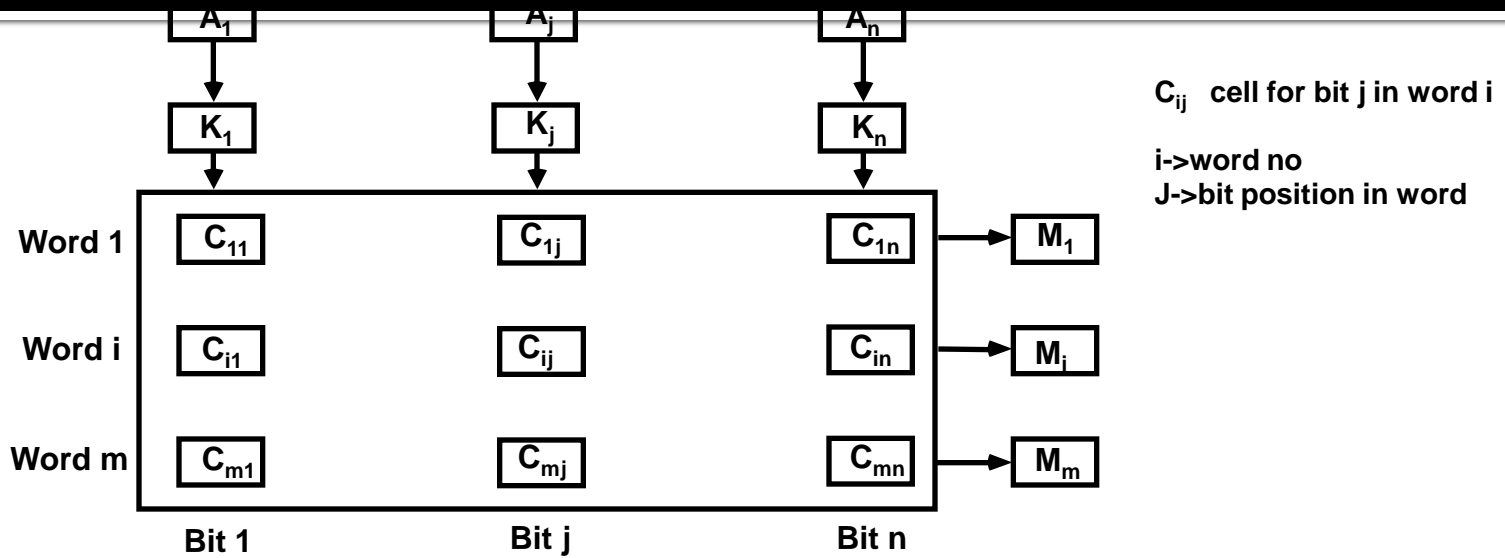 A₁ Aⱼ Aₙ
Cᵢⱼ cell for bit j in word i
K₁ Kⱼ Kₙ
i->word no
J->bit position in word
Word 1 C₁₁ C₁ⱼ C₁ₙ M₁
Word i Cᵢ₁ Cᵢⱼ Cᵢₙ Mᵢ
Word m Cₘ₁ Cₘⱼ Cₘₙ Mₘ
Bit 1 Bit j Bit n